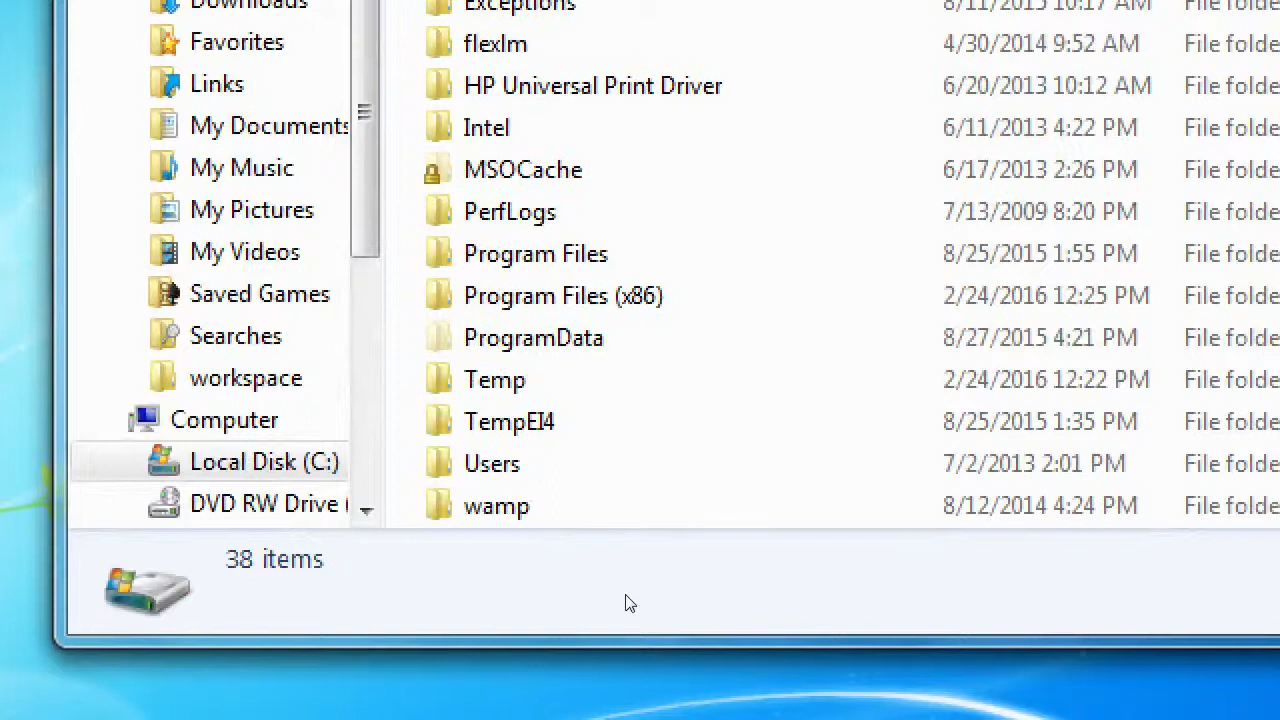 Downloads
Favorites
Links
My Documents
My Music
My Pictures
My Videos
Saved Games
Searches
workspace
Computer
Local Disk (C:)
DVD RW Drive (
Exceptions 8/11/2015 10:17 AM File folde
flexlm 4/30/2014 9:52 AM File folde
HP Universal Print Driver 6/20/2013 10:12 AM File folde
Intel 6/11/2013 4:22 PM File folde
MSOCache 6/17/2013 2:26 PM File folde
PerfLogs 7/13/2009 8:20 PM File folde
Program Files 8/25/2015 1:55 PM File folde
Program Files (x86) 2/24/2016 12:25 PM File folde
ProgramData 8/27/2015 4:21 PM File folde
Temp 2/24/2016 12:22 PM File folde
TempEI4 8/25/2015 1:35 PM File folde
Users 7/2/2013 2:01 PM File folde
wamp 8/12/2014 4:24 PM File folde
38 items